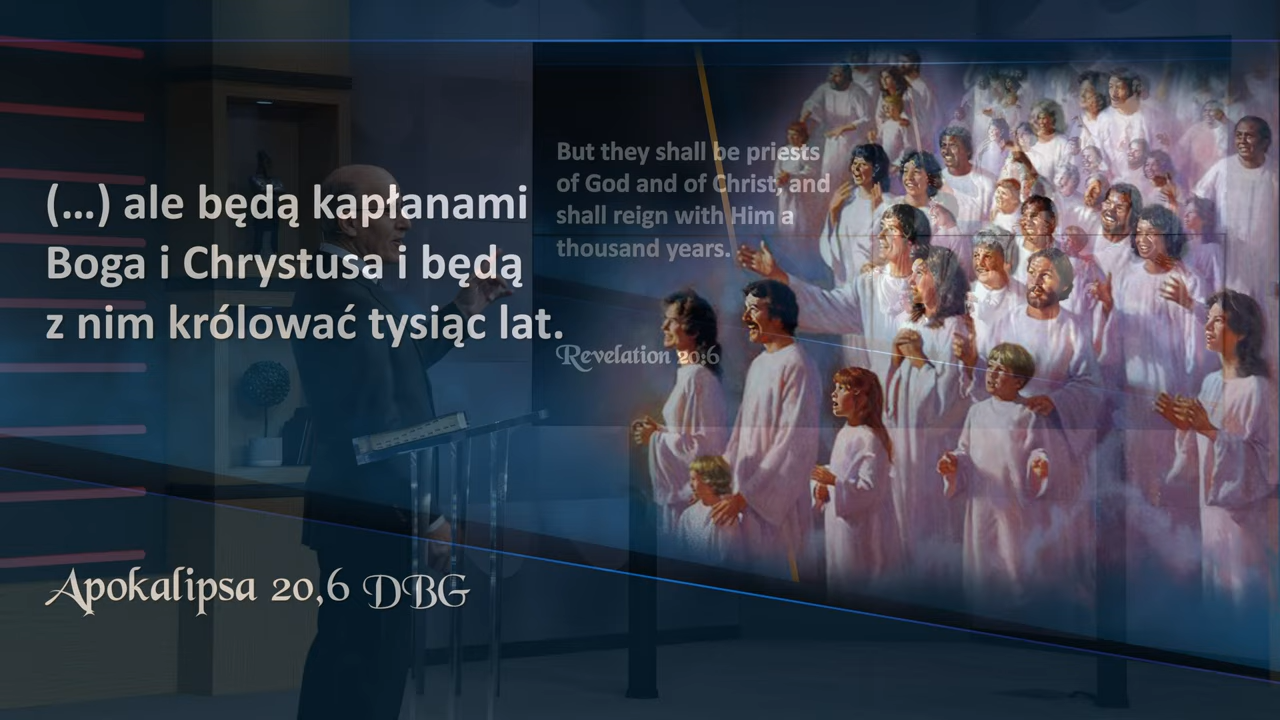 (...) ale będą kapłanami
Boga i Chrystusa i będą
z nim królować tysiąc lat.
Apokalipsa 20,6 DBG
But they shall be priests
of God and of Christ, and
shall reign with Him a
thousand years.
Revelation 20:6